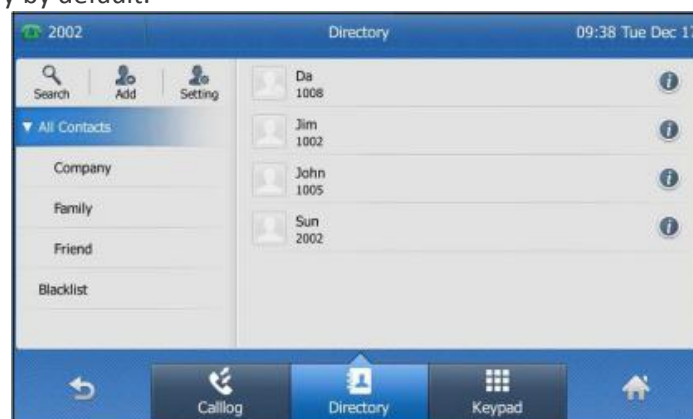 y by default.
2002 Directory 09:38 Tue Dec 17
Search Add Setting
All Contacts
Company
Family
Friend
Blacklist
Da
1008
Jim
1002
John
1005
Sun
2002
Calllog Directory Keypad